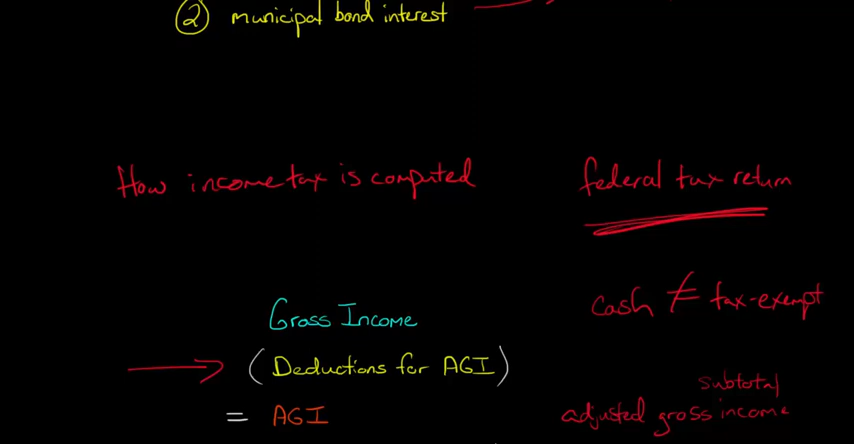 ② municipal bond interest
How income tax is computed
federal tax return
Gross Income
cash ≠ tax-exempt
(Deductions for AGI)
subtotal
= AGI
adjusted gross income